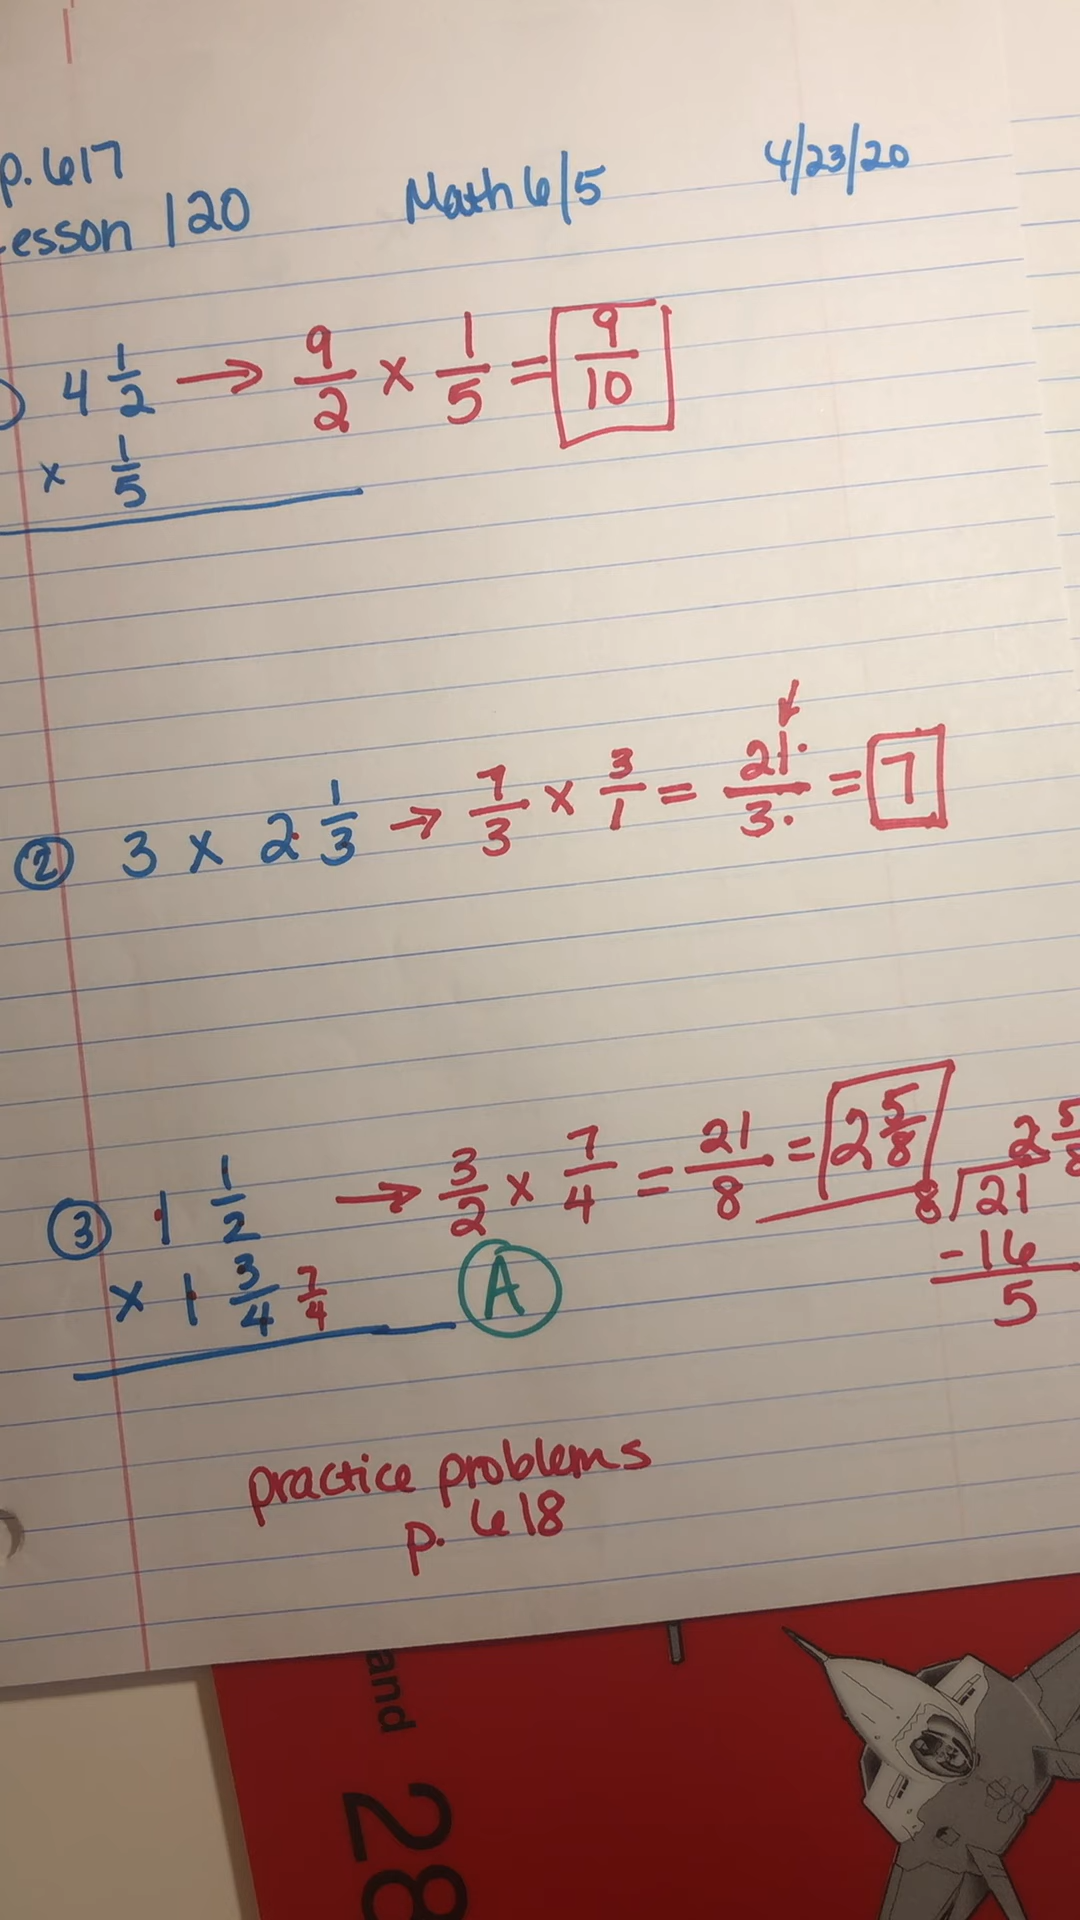 p. 617
Lesson 120
Math 6/5
4/23/20
4 1/2 → 9/2 × 1/5 = 9/10
× 1/5
② 3 × 2 1/3 → 7/3 × 3/1 = 21/3 = 7
③ 1 1/2 → 3/2 × 7/4 = 21/8 = 2 5/8
× 1 3/4 7/4
A
2 5/8
8)21
-16
5
practice problems
p. 618
and
28